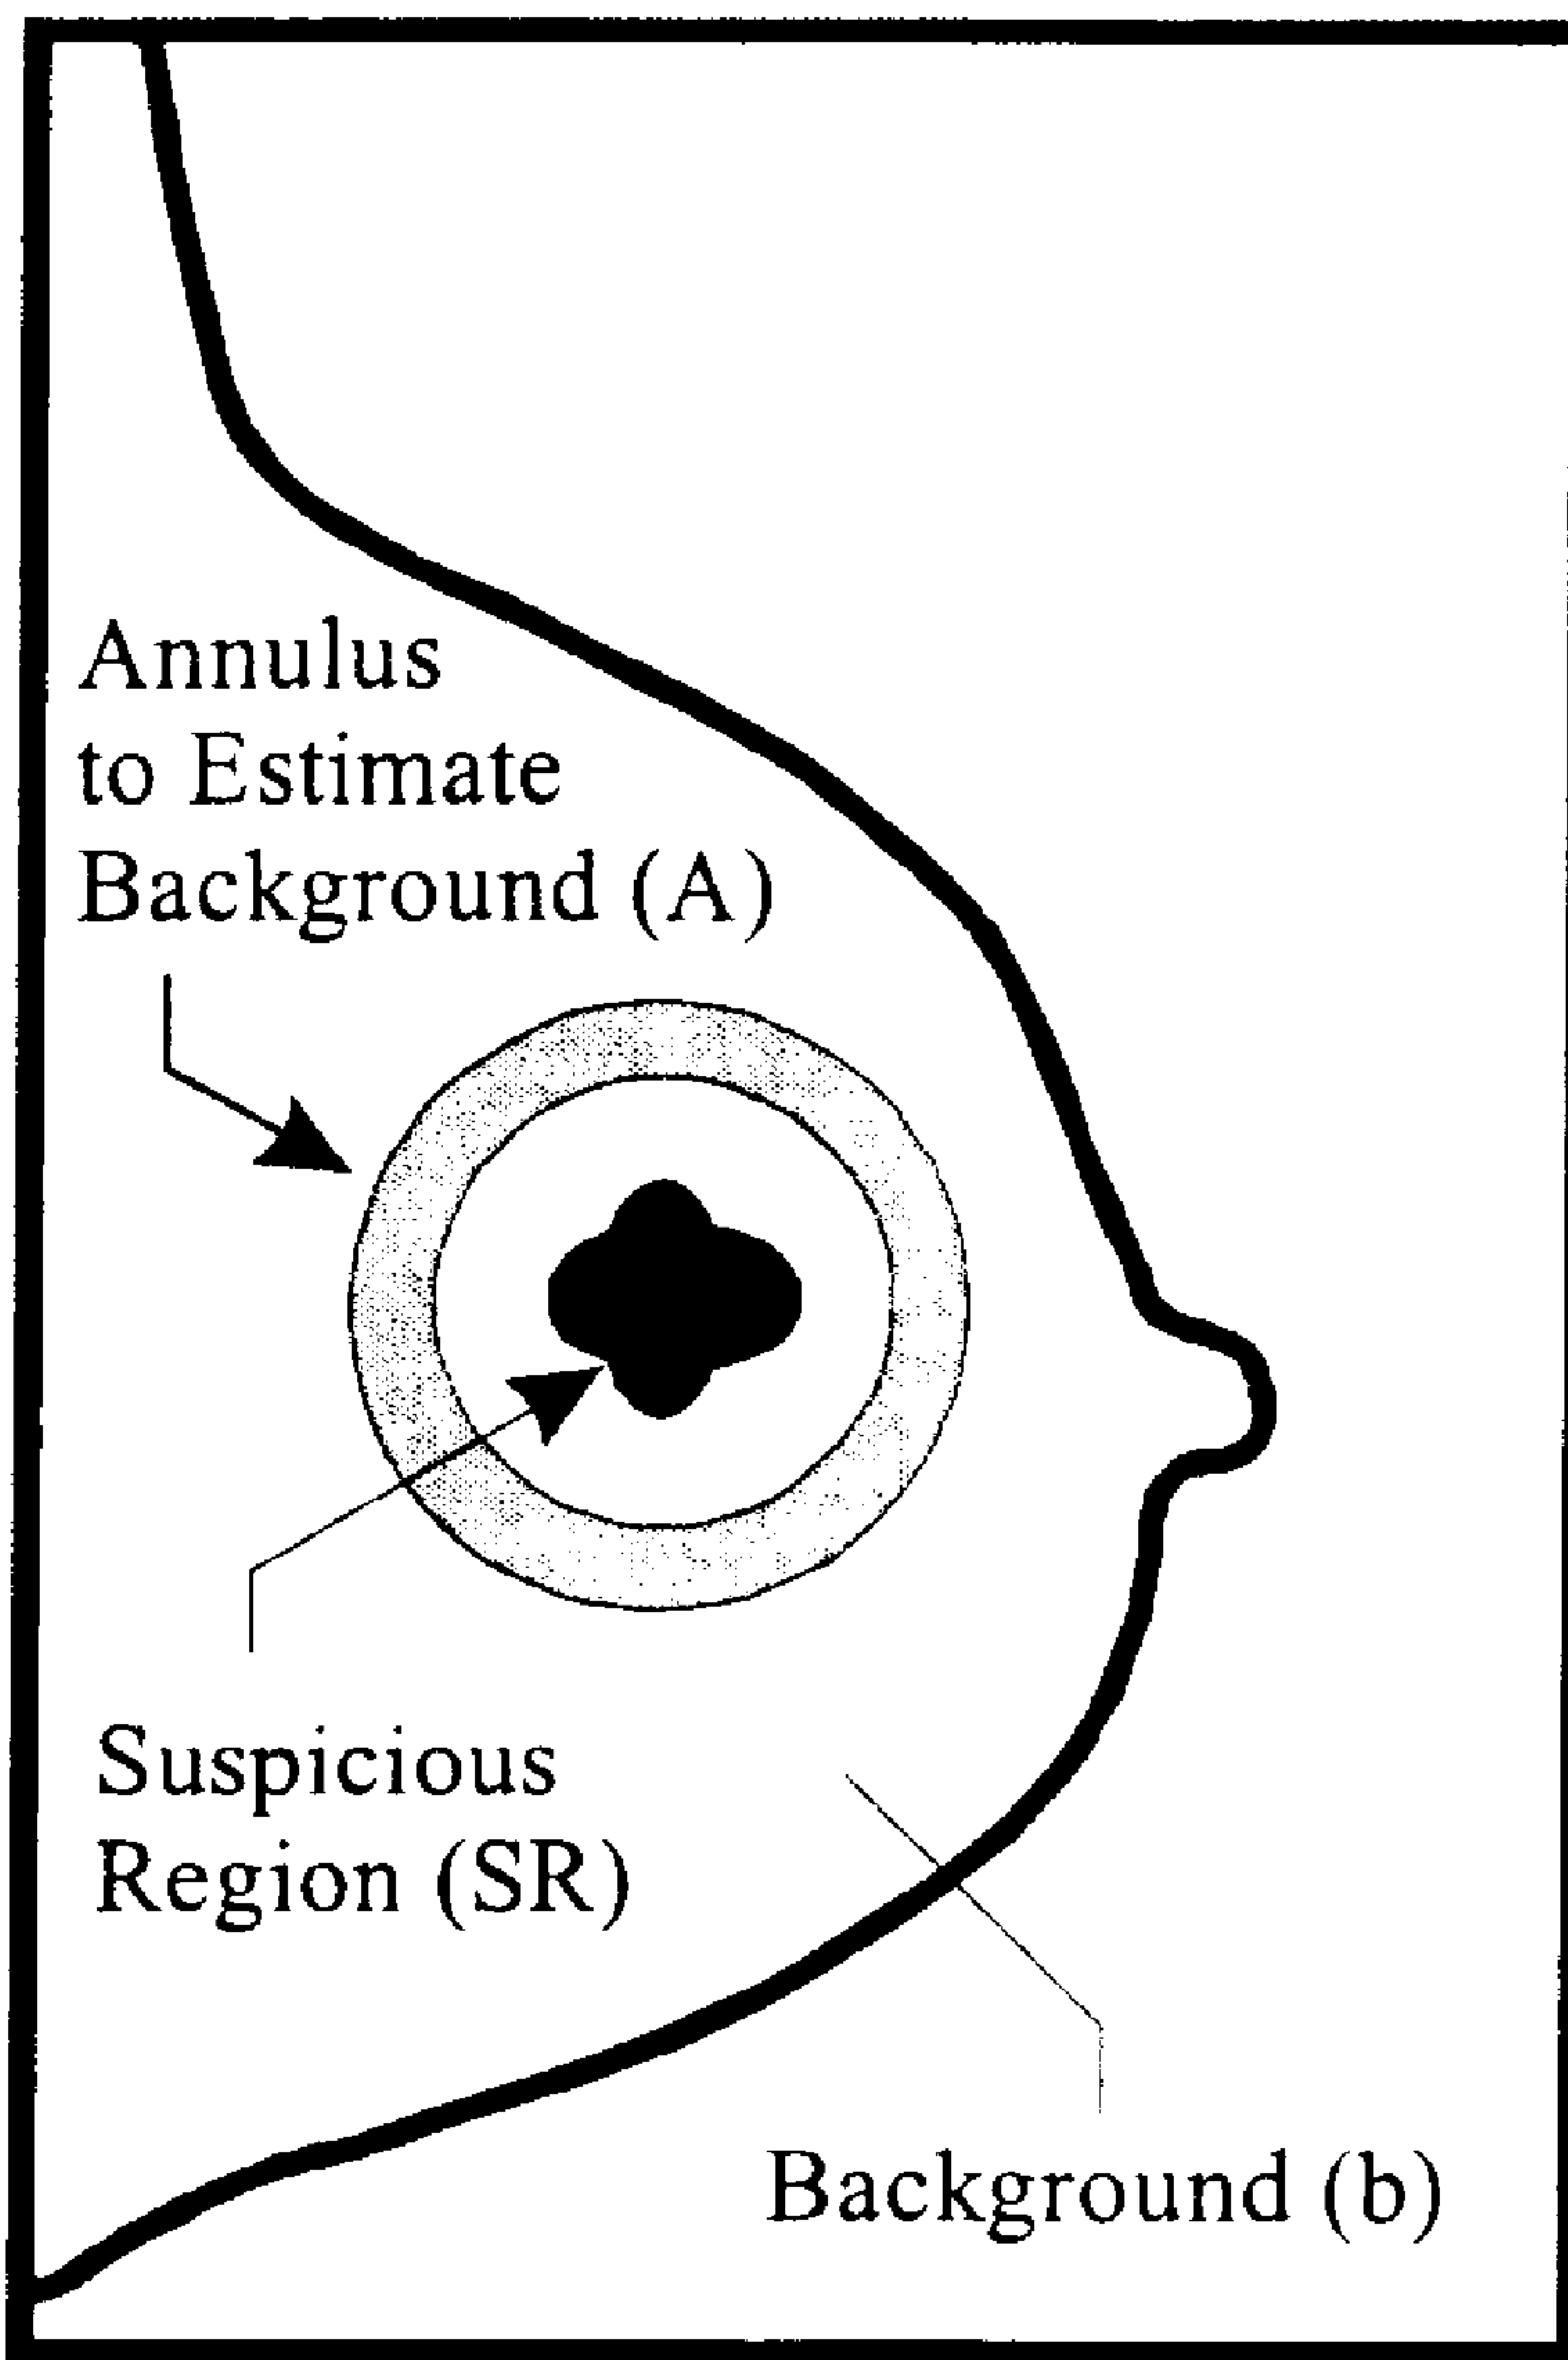 Annulus
to Estimate
Background (A)
Suspicious
Region (SR)
Background (b)